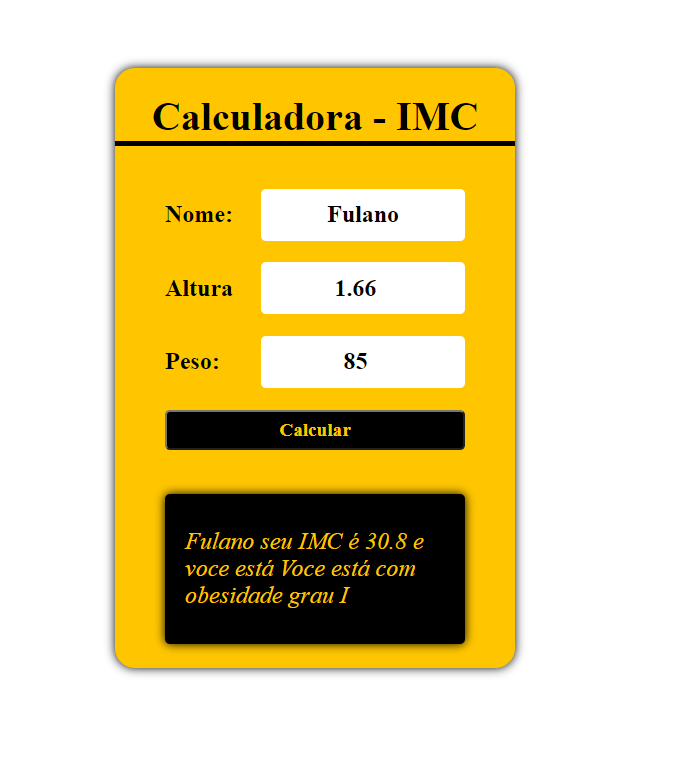 Calculadora - IMC
Nome: Fulano
Altura 1.66
Peso: 85
Calcular
Fulano seu IMC é 30.8 e
voce está Voce está com
obesidade grau I